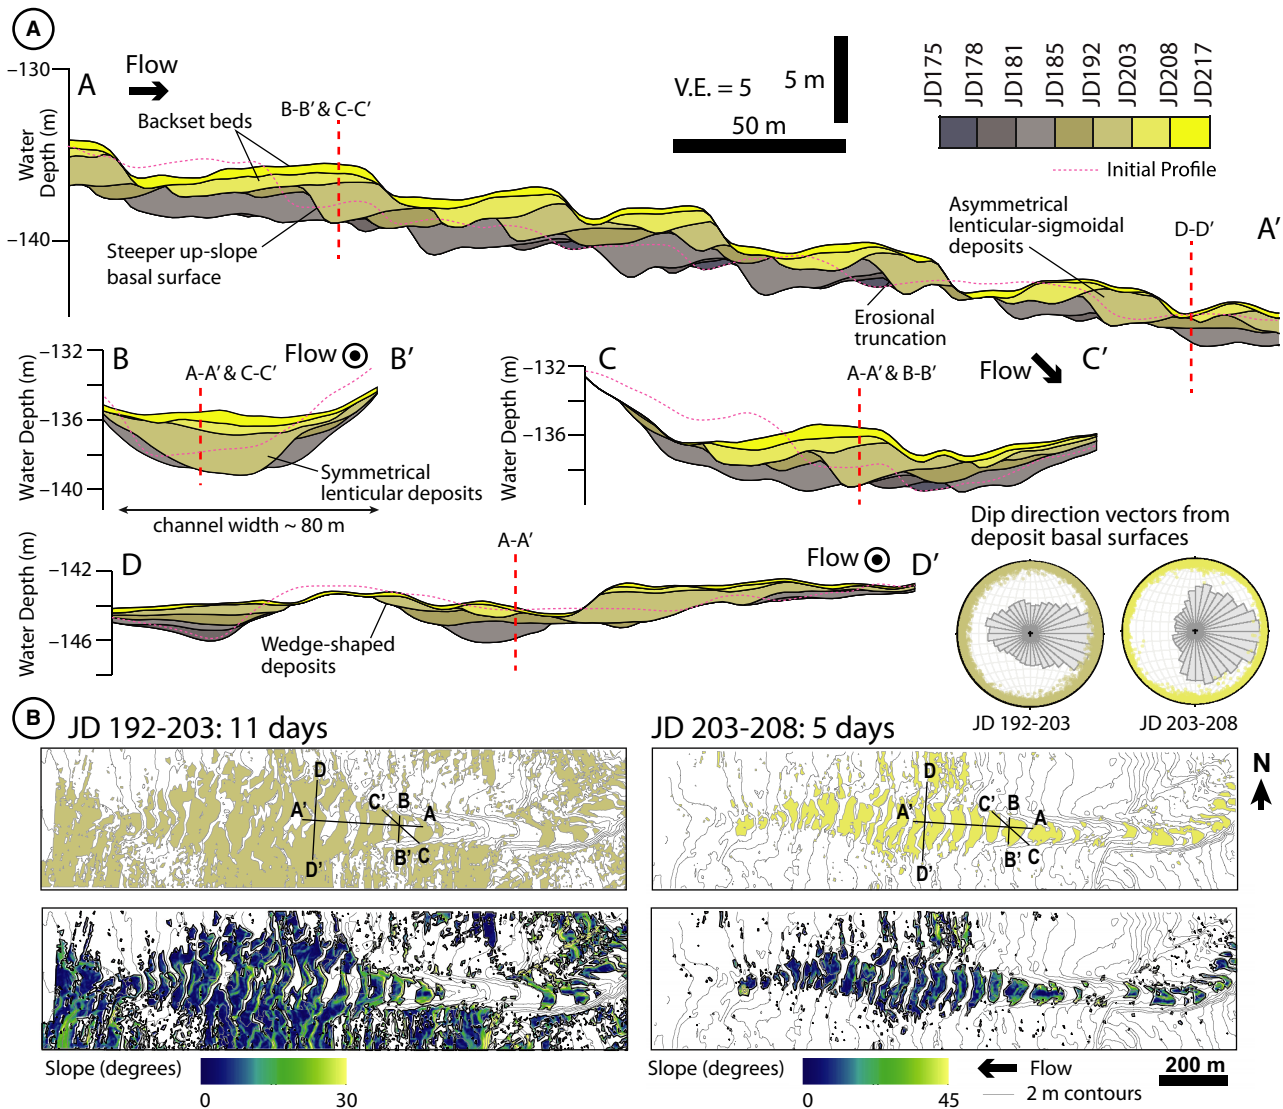 A
−130
−140
Water
Depth (m)
A
Flow
Backset beds
B-B’ & C-C’
V.E. = 5
5 m
50 m
JD175
JD178
JD181
JD185
JD192
JD203
JD208
JD217
Initial Profile
Steeper up-slope
basal surface
Asymmetrical
lenticular-sigmoidal
deposits
D-D’
A’
Erosional
truncation
Water Depth (m)
−132
−136
−140
B
A-A’ & C-C’
Flow
B’
Symmetrical
lenticular deposits
channel width ~ 80 m
Water Depth (m)
−132
−136
C
A-A’ & B-B’
Flow
C’
Water Depth (m)
−142
−146
D
A-A’
Flow
D’
Wedge-shaped
deposits
Dip direction vectors from
deposit basal surfaces
JD 192-203
JD 203-208
B
JD 192-203: 11 days
D
C’
B
A’
A
B’
C
D’
JD 203-208: 5 days
D
C’
B
A’
A
B’
C
D’
N
Slope (degrees)
0
30
Slope (degrees)
0
45
Flow
2 m contours
200 m